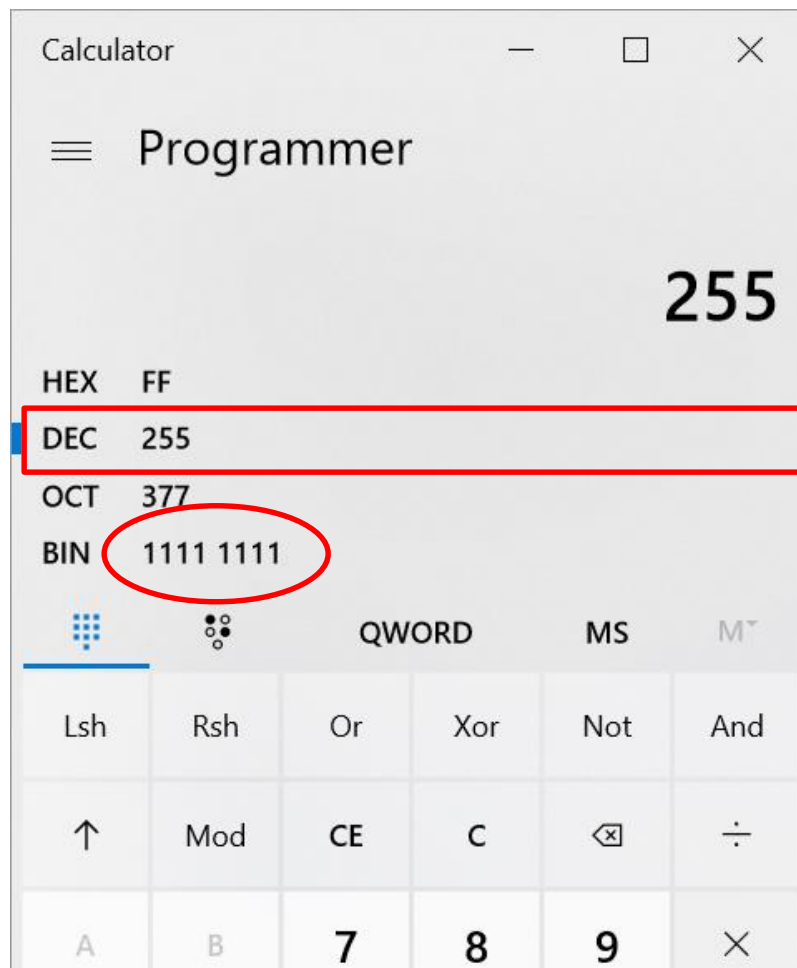 Calculator
Programmer
255
HEX FF
DEC 255
OCT 377
BIN 1111 1111
QWORD MS M
Lsh Rsh Or Xor Not And
↑ Mod CE C ÷
A B 7 8 9 ×